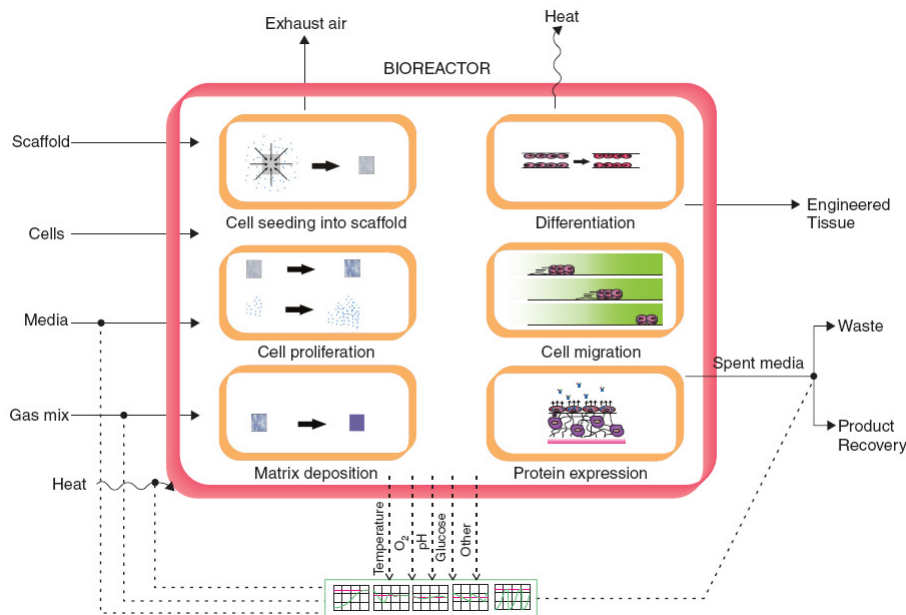 Exhaust air
Heat
BIOREACTOR
Scaffold
Cells
Media
Gas mix
Heat
Cell seeding into scaffold
Differentiation
Cell proliferation
Cell migration
Matrix deposition
Protein expression
Engineered
Tissue
Spent media
Waste
Product
Recovery
Temperature
O₂
pH
Glucose
Other